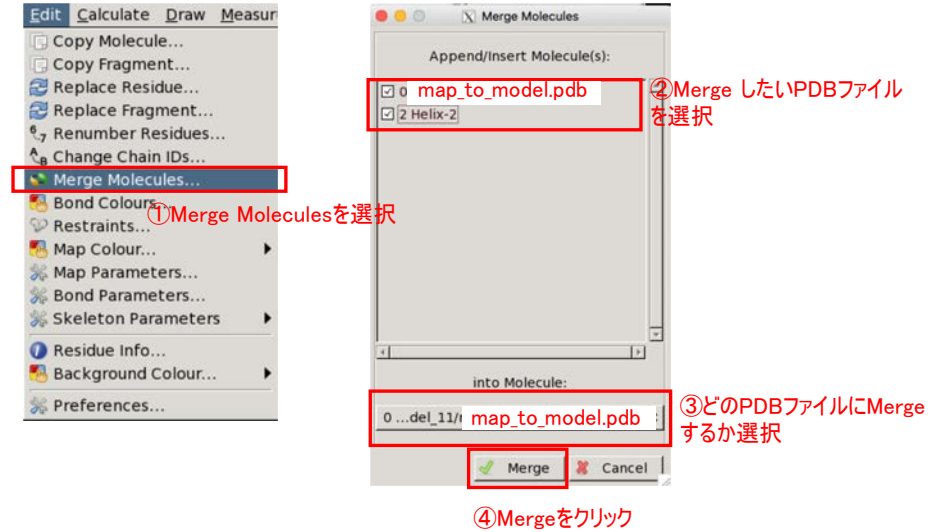 Edit Calculate Draw Measur
Copy Molecule...
Copy Fragment...
Replace Residue...
Replace Fragment...
Renumber Residues...
Change Chain IDs...
Merge Molecules...
Bond Colours...
①Merge Moleculesを選択
Restraints...
Map Colour...
Map Parameters...
Bond Parameters...
Skeleton Parameters
Residue Info...
Background Colour...
Preferences...
Merge Molecules
Append/Insert Molecule(s):
0 map_to_model.pdb
2 Helix-2
②Merge したいPDBファイル
を選択
into Molecule:
0 ...del_11/ map_to_model.pdb
③どのPDBファイルにMerge
するか選択
Merge Cancel
④Mergeをクリック